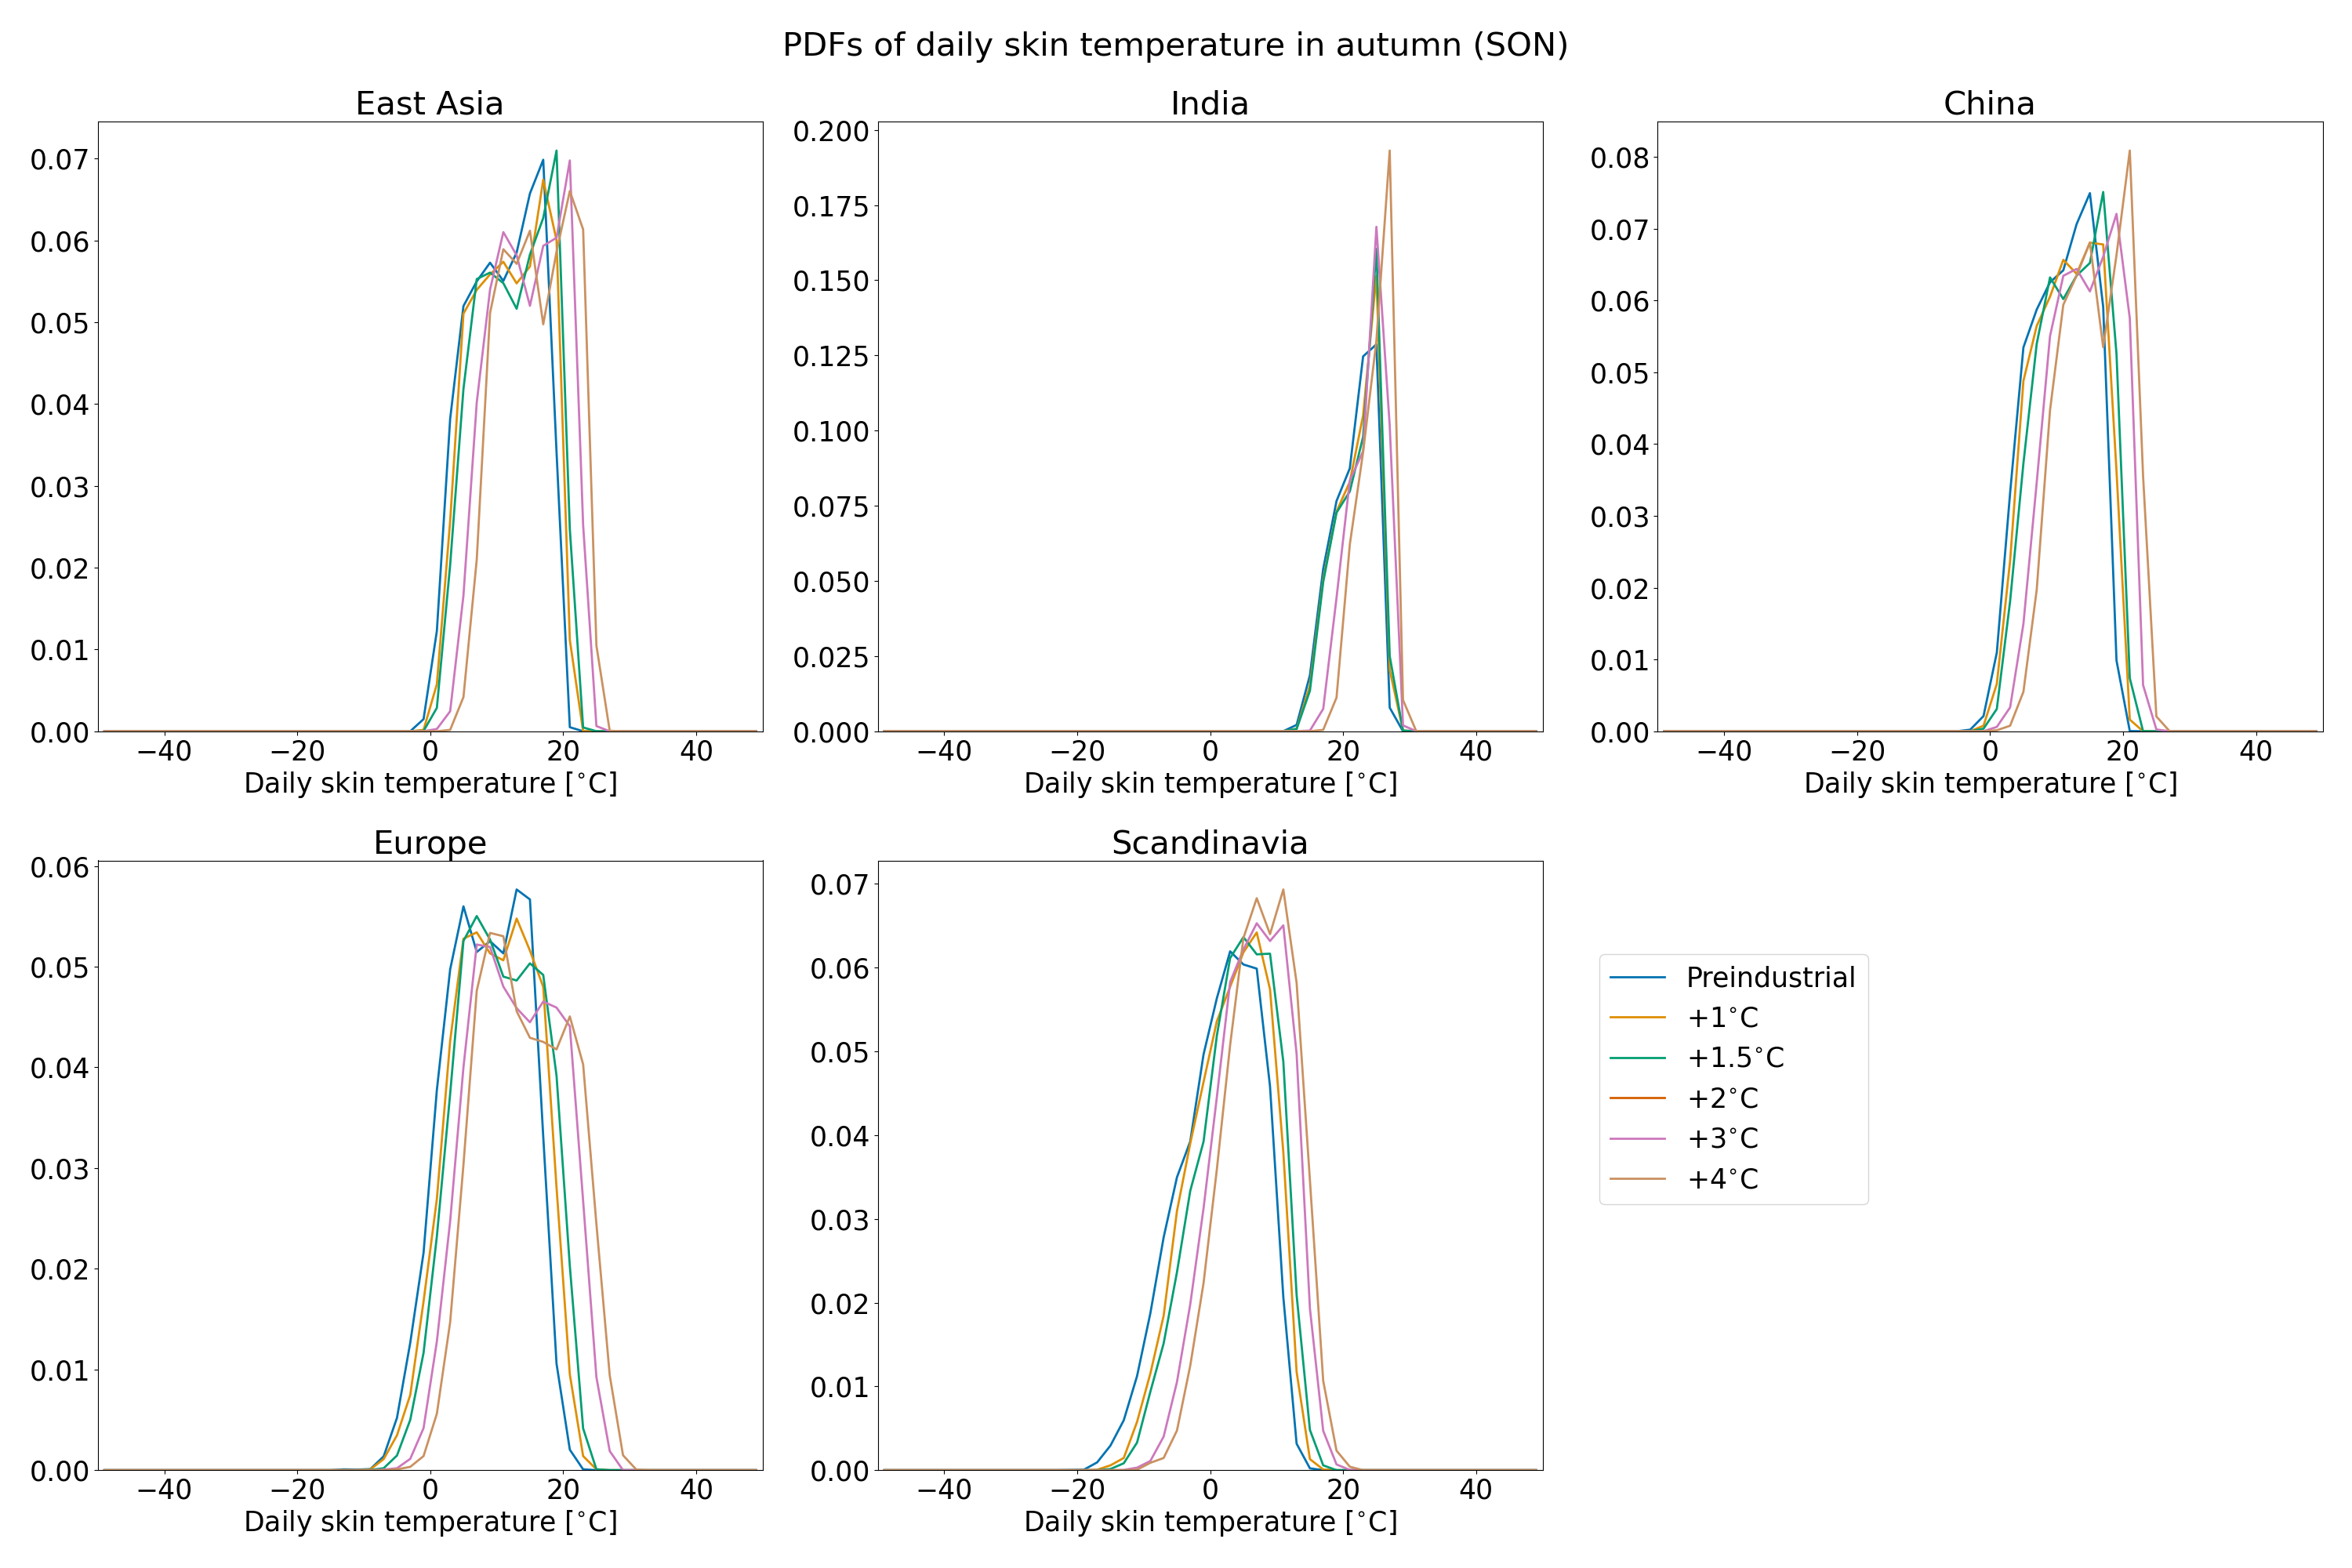 PDFs of daily skin temperature in autumn (SON)
East Asia
0.07
0.06
0.05
0.04
0.03
0.02
0.01
0.00
−40 −20 0 20 40
Daily skin temperature [°C]
India
0.200
0.175
0.150
0.125
0.100
0.075
0.050
0.025
0.000
−40 −20 0 20 40
Daily skin temperature [°C]
China
0.08
0.07
0.06
0.05
0.04
0.03
0.02
0.01
0.00
−40 −20 0 20 40
Daily skin temperature [°C]
Europe
0.06
0.05
0.04
0.03
0.02
0.01
0.00
−40 −20 0 20 40
Daily skin temperature [°C]
Scandinavia
0.07
0.06
0.05
0.04
0.03
0.02
0.01
0.00
−40 −20 0 20 40
Daily skin temperature [°C]
Preindustrial
+1°C
+1.5°C
+2°C
+3°C
+4°C